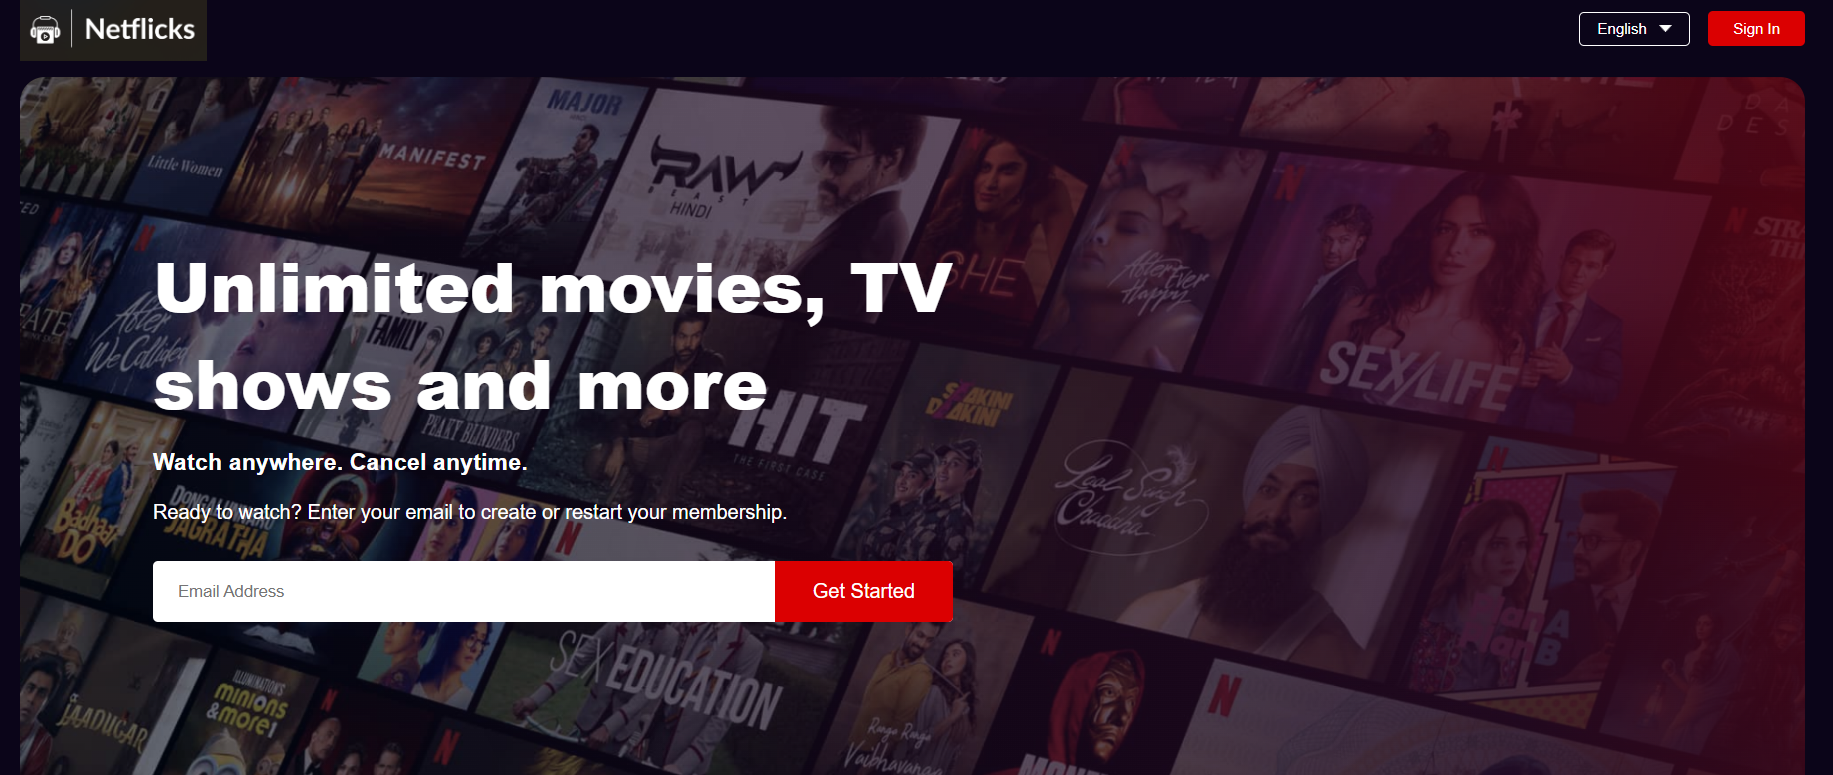 Netflicks
English
Sign In
MAJOR
HINDI
MANIFEST
Little Women
RAW
BEAST
HINDI
SHE
After
Ever
Happy
SEX/LIFE
Unlimited movies, TV
shows and more
After
We Collided
FAMILY
PEAKY BLINDERS
HIT
THE FIRST CASE
Laal Singh
Chaddha
Watch anywhere. Cancel anytime.
Ready to watch? Enter your email to create or restart your membership.
Badhaai
DO
Email Address
Get Started
SEX EDUCATION
ILLUMINATION'S
minions
&more!
JAADUGAR
Ranga Ranga
Vaibhavanga